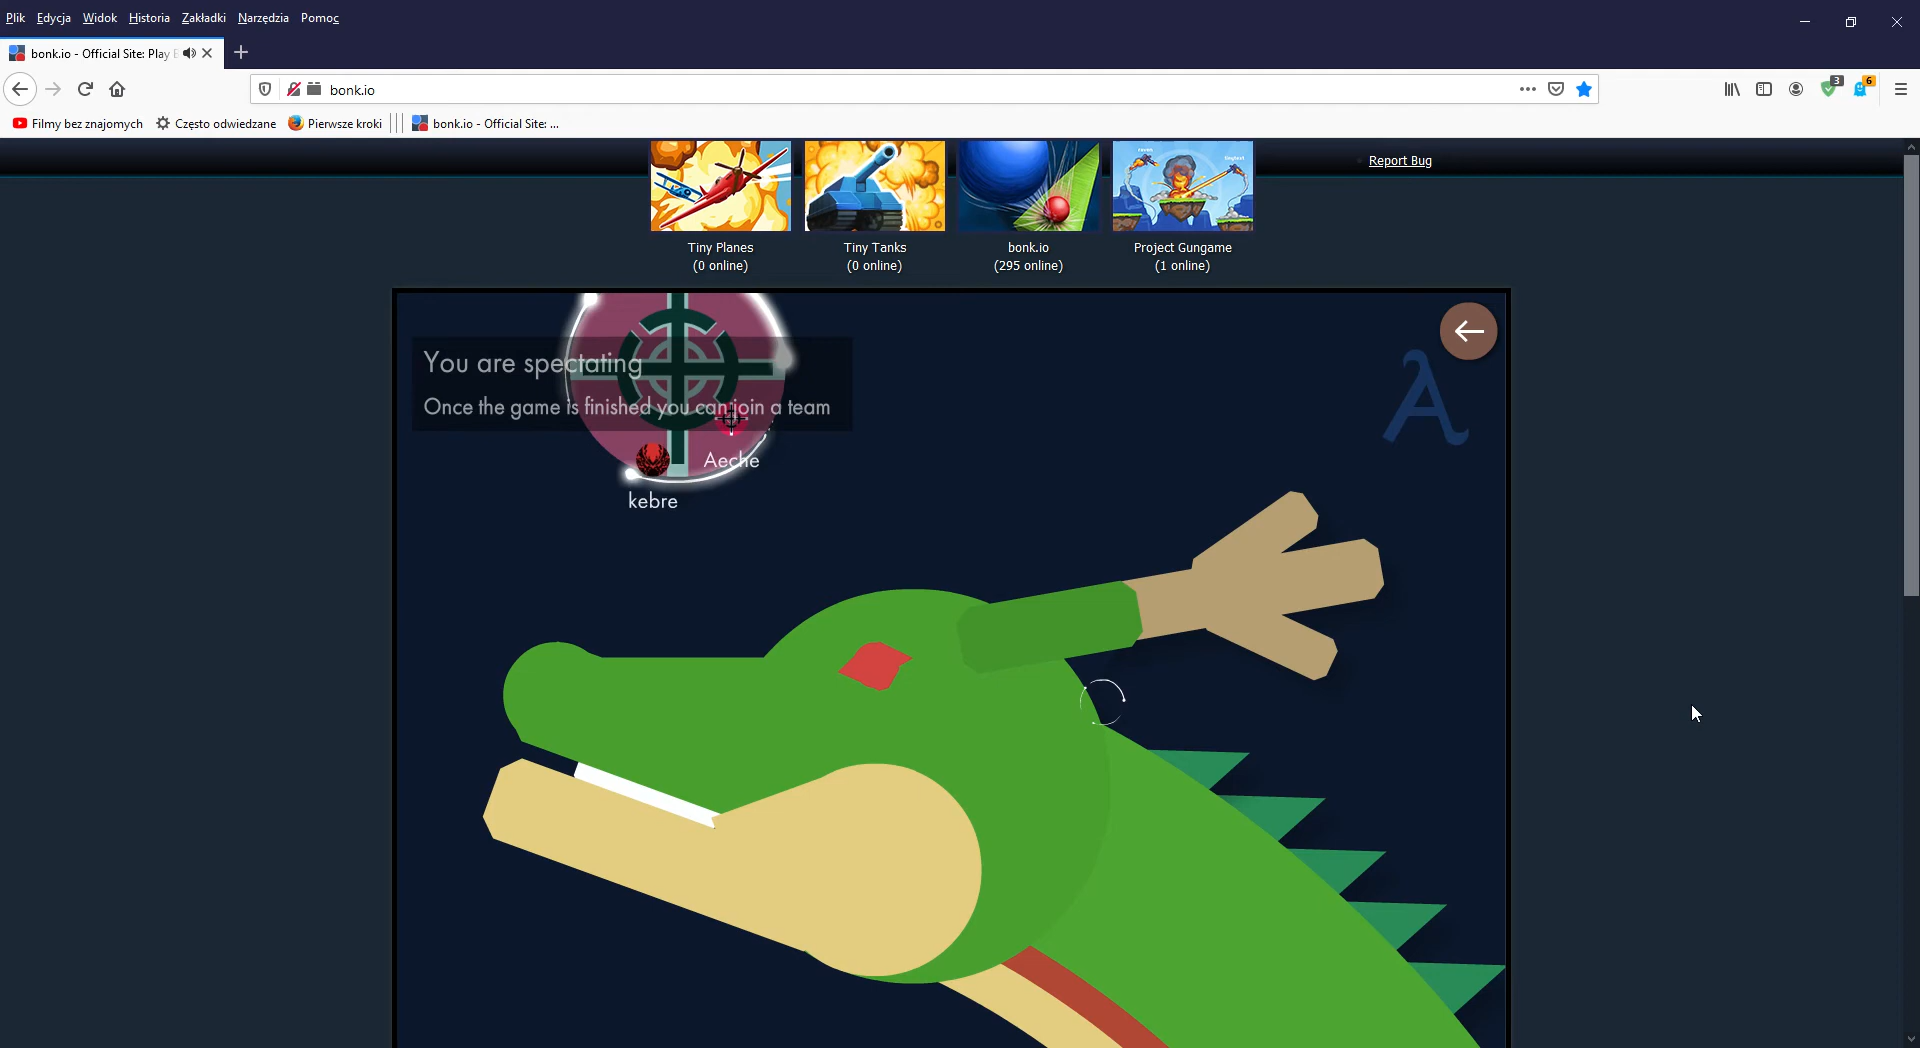 Plik Edycja Widok Historia Zakładki Narzędzia Pomoc
bonk.io - Official Site: Play
bonk.io
3
6
Filmy bez znajomych Często odwiedzane Pierwsze kroki bonk.io - Official Site: ...
Report Bug
Tiny Planes
(0 online)
Tiny Tanks
(0 online)
bonk.io
(295 online)
Project Gungame
(1 online)
You are spectating
Once the game is finished you can join a team
Aeche
kebre
A